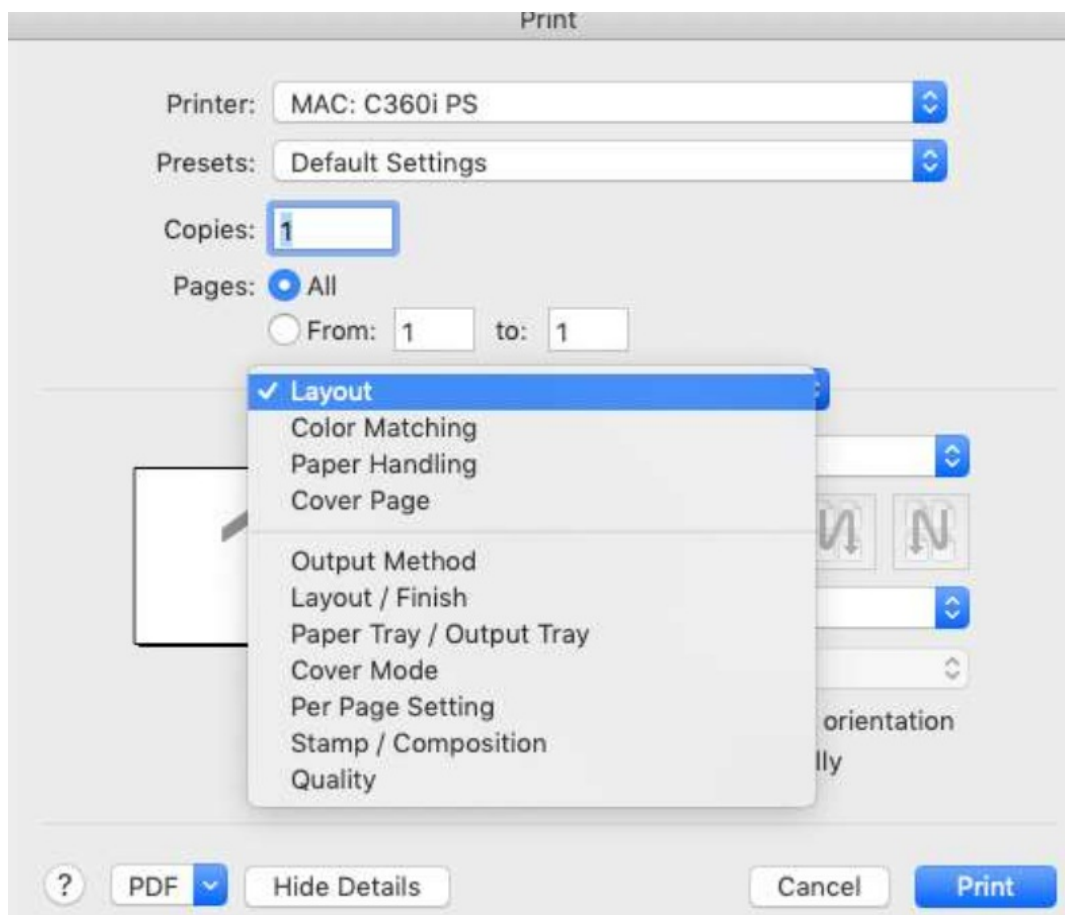 Print
Printer: MAC: C360i PS
Presets: Default Settings
Copies: 1
Pages: All
From: 1 to: 1
✓ Layout
Color Matching
Paper Handling
Cover Page
Output Method
Layout / Finish
Paper Tray / Output Tray
Cover Mode
Per Page Setting
Stamp / Composition
Quality
orientation
lly
? PDF Hide Details Cancel Print